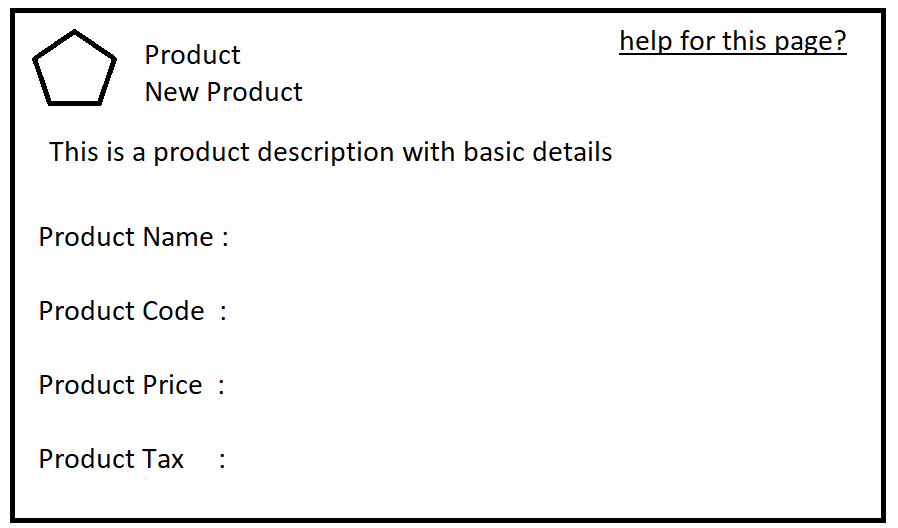 Product
help for this page?
New Product
This is a product description with basic details
Product Name :
Product Code :
Product Price :
Product Tax :